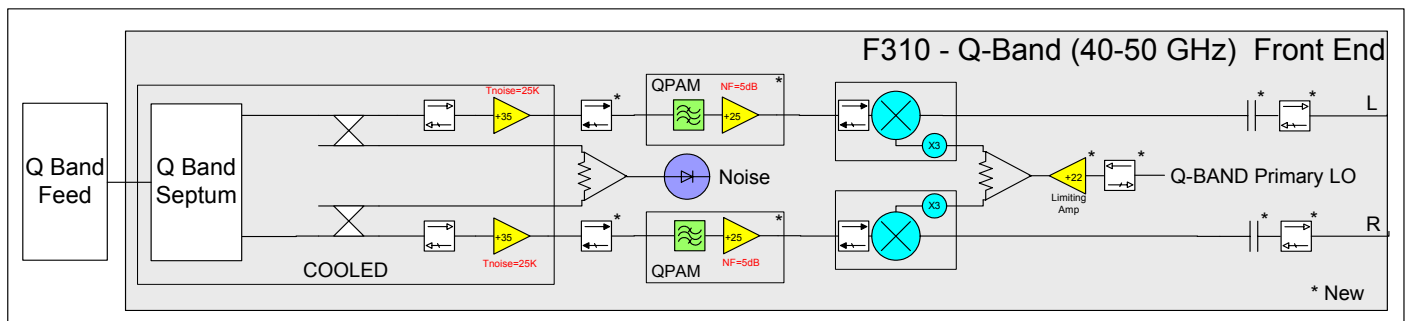 F310 - Q-Band (40-50 GHz) Front End
Q Band
Feed
Q Band
Septum
Tnoise=25K
+35
*
QPAM
NF=5dB
*
+25
X3
*
*
L
Noise
+22
*
*
Limiting
Amp
Q-BAND Primary LO
+35
Tnoise=25K
COOLED
*
+25
*
NF=5dB
QPAM
X3
*
*
R
* New